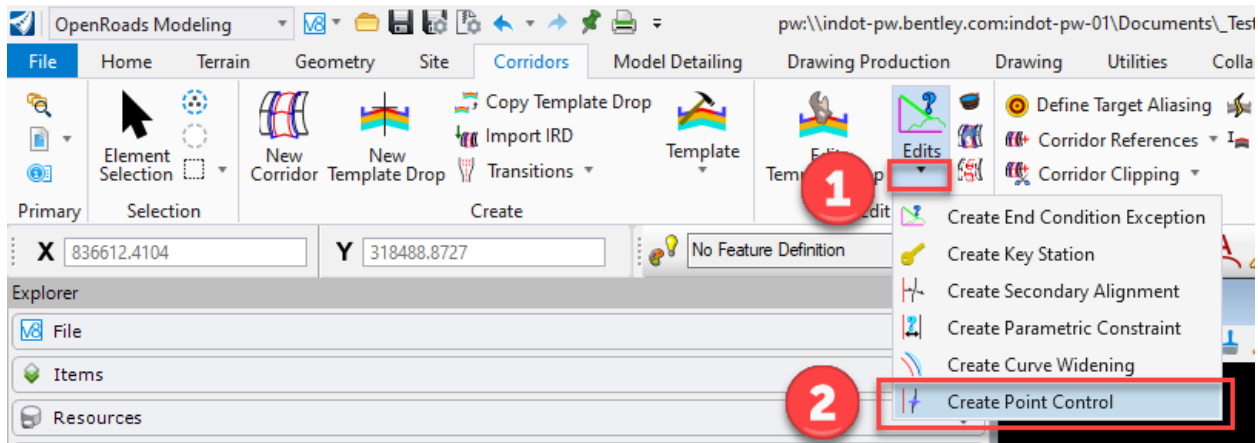 OpenRoads Modeling
pw:\\indot-pw.bentley.com:indot-pw-01\Documents\_Test
File Home Terrain Geometry Site Corridors Model Detailing Drawing Production Drawing Utilities Colla
Element Selection
New Corridor
New Template Drop
Copy Template Drop
Import IRD
Transitions
Template
Edits
Define Target Aliasing
Corridor References
Corridor Clipping
Primary Selection Create
1
Create End Condition Exception
Create Key Station
Create Secondary Alignment
Create Parametric Constraint
Create Curve Widening
Create Point Control
2
X 836612.4104 Y 318488.8727 No Feature Definition
Explorer
File
Items
Resources